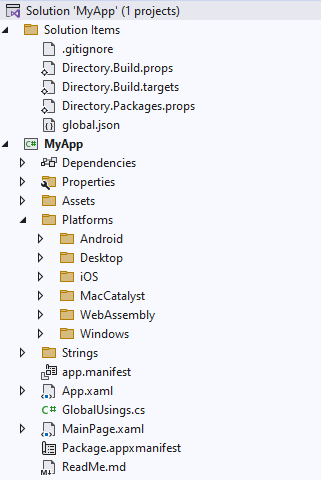 Solution 'MyApp' (1 projects)
Solution Items
.gitignore
Directory.Build.props
Directory.Build.targets
Directory.Packages.props
global.json
C# MyApp
Dependencies
Properties
Assets
Platforms
Android
Desktop
iOS
MacCatalyst
WebAssembly
Windows
Strings
app.manifest
App.xaml
C# GlobalUsings.cs
MainPage.xaml
Package.appxmanifest
ReadMe.md